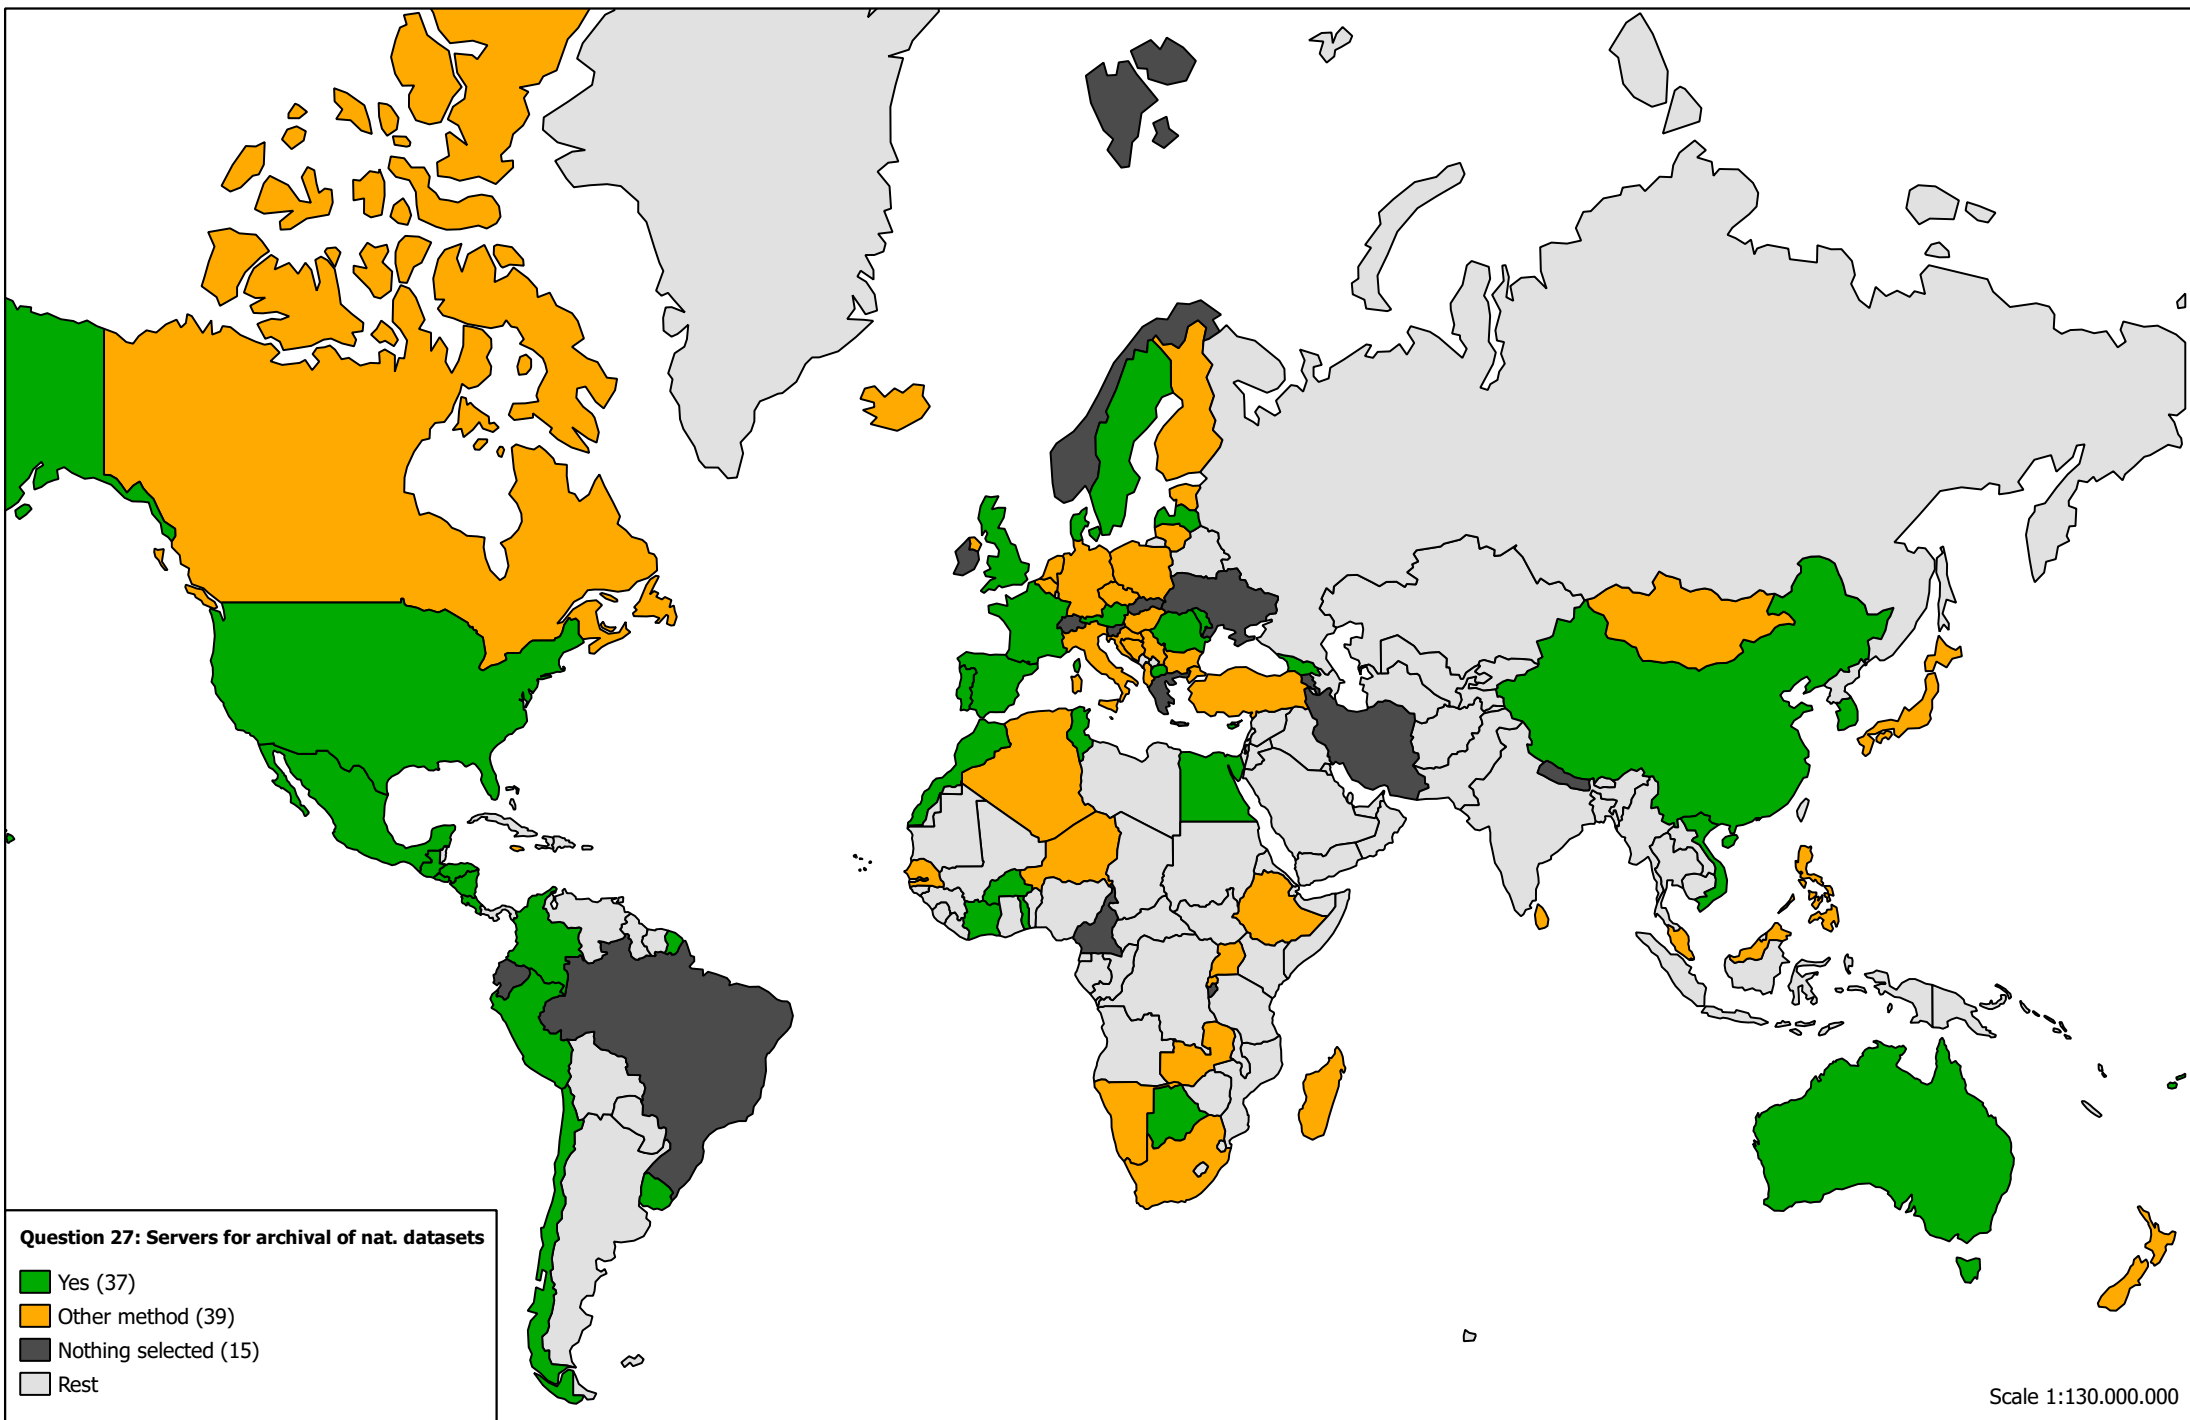 Question 27: Servers for archival of nat. datasets
Yes (37)
Other method (39)
Nothing selected (15)
Rest
Scale 1:130.000.000